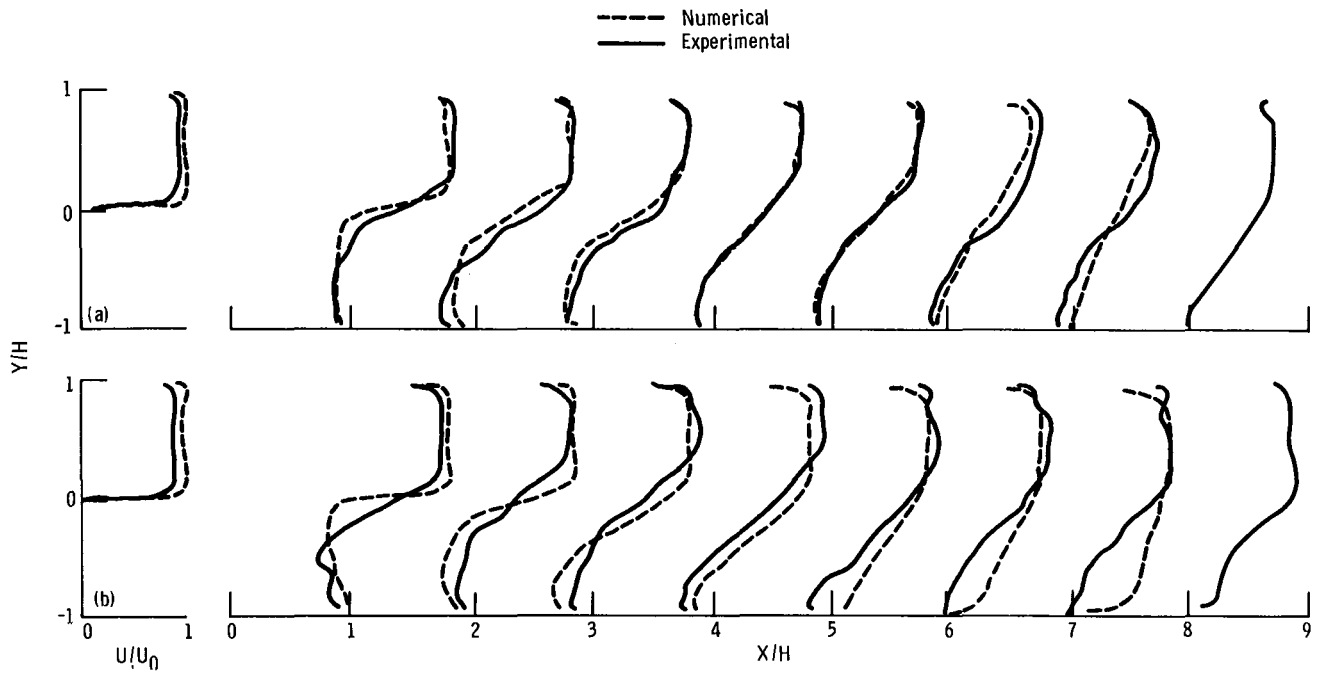 Numerical
Experimental
1
0
-1
(a)
Y/H
1
0
-1
(b)
0 1
U/U0
0 1 2 3 4 5 6 7 8 9
X/H